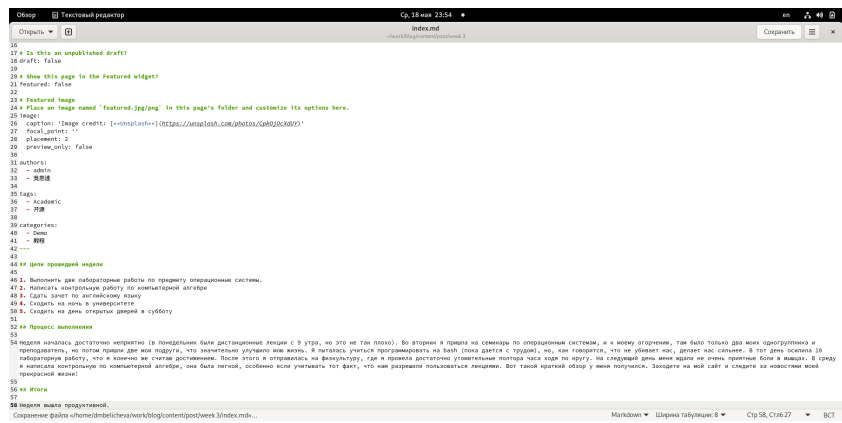 Обзор Текстовый редактор Ср, 18 мая 23:54 en
Открыть index.md Сохранить
~/work/blog/content/post/week 3
16
17 # Is this an unpublished draft?
18 draft: false
19
20 # Show this page in the Featured widget?
21 featured: false
22
23 # Featured image
24 # Place an image named `featured.jpg/png` in this page's folder and customize its options here.
25 image:
26 caption: 'Image credit: [**Unsplash**](https://unsplash.com/photos/CpkOjOcXdUY)'
27 focal_point: ''
28 placement: 2
29 preview_only: false
30
31 authors:
32 - admin
33 - 吳恩達
34
35 tags:
36 - Academic
37 - 开源
38
39 categories:
40 - Demo
41 - 教程
42 ---
43
44 ## Цели прошедшей недели
45
46 1. Выполнить две лабораторные работы по предмету операционные системы.
47 2. Написать контрольную работу по компьютерной алгебре
48 3. Сдать зачет по английскому языку
49 4. Сходить на ночь в университете
50 5. Сходить на день открытых дверей в субботу
51
52 ## Процесс выполнения
53
54 Неделя началась достаточно неприятно (в понедельник были дистанционные лекции с 9 утра, но это не так плохо). Во вторник я пришла на семинары по операционным системам, и к моему огорчению, там было только два моих одногруппника и
преподаватель, но потом пришли две мои подруги, что значительно улучшило мою жизнь. Я пыталась учиться программировать на bash (пока дается с трудом), но, как говорится, что не убивает нас, делает нас сильнее. В тот день осилила 10
лабораторную работу, что я конечно же считаю достижением. После этого я отправилась на физкультуру, где я провела достаточно утомительные полтора часа ходя по кругу. На следующий день меня ждали не очень приятные боли в мышцах. В среду
я написала контрольную по компьютерной алгебре, она была легкой, особенно если учитывать тот факт, что нам разрешили пользоваться лекциями. Вот такой краткий обзор у меня получился. Заходите на мой сайт и следите за новостями моей
прекрасной жизни!
55
56 ## Итоги
57
58 Неделя вышла продуктивной.
Сохранение файла «/home/dmbelicheva/work/blog/content/post/week 3/index.md»… Markdown Ширина табуляции: 8 Стр 58, Стлб 27 ВСТ